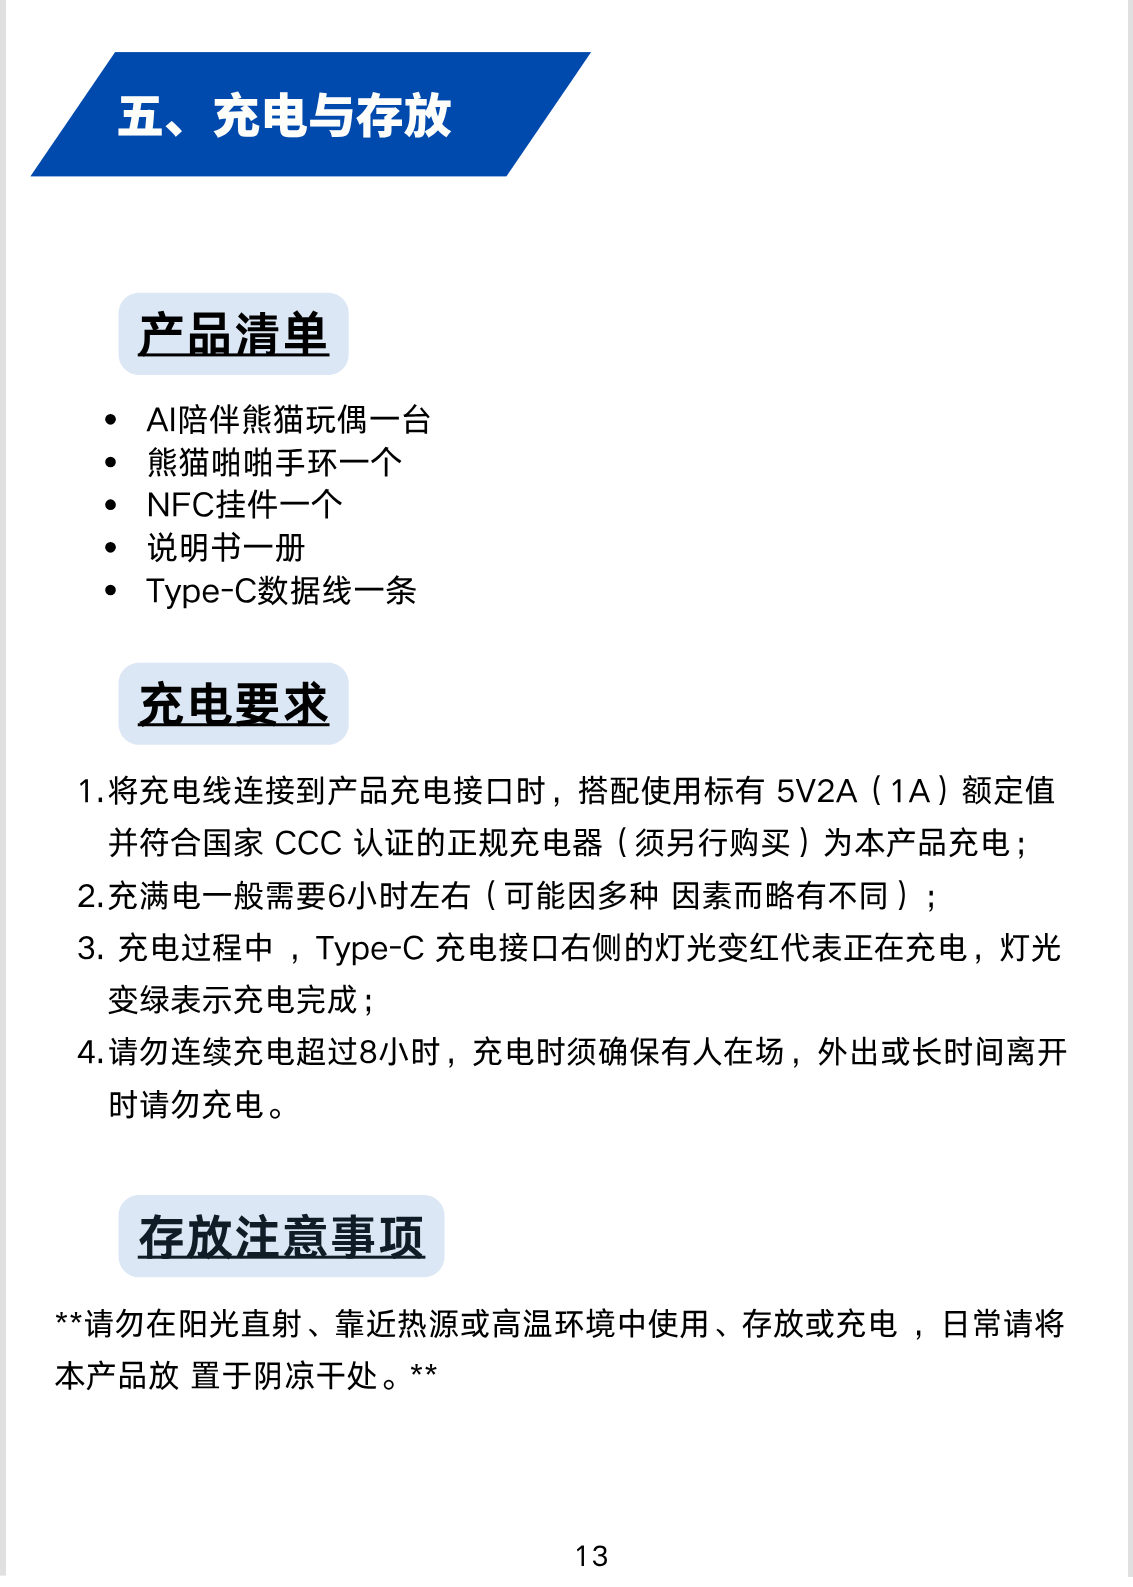 五、充电与存放
产品清单
• AI陪伴熊猫玩偶一台
• 熊猫啪啪手环一个
• NFC挂件一个
• 说明书一册
• Type-C数据线一条
充电要求
1.将充电线连接到产品充电接口时，搭配使用标有 5V2A（1A）额定值
并符合国家 CCC 认证的正规充电器（须另行购买）为本产品充电；
2.充满电一般需要6小时左右（可能因多种 因素而略有不同）；
3. 充电过程中 ，Type-C 充电接口右侧的灯光变红代表正在充电，灯光
变绿表示充电完成；
4.请勿连续充电超过8小时，充电时须确保有人在场，外出或长时间离开
时请勿充电。
存放注意事项
**请勿在阳光直射、靠近热源或高温环境中使用、存放或充电 ，日常请将
本产品放 置于阴凉干处。**
13